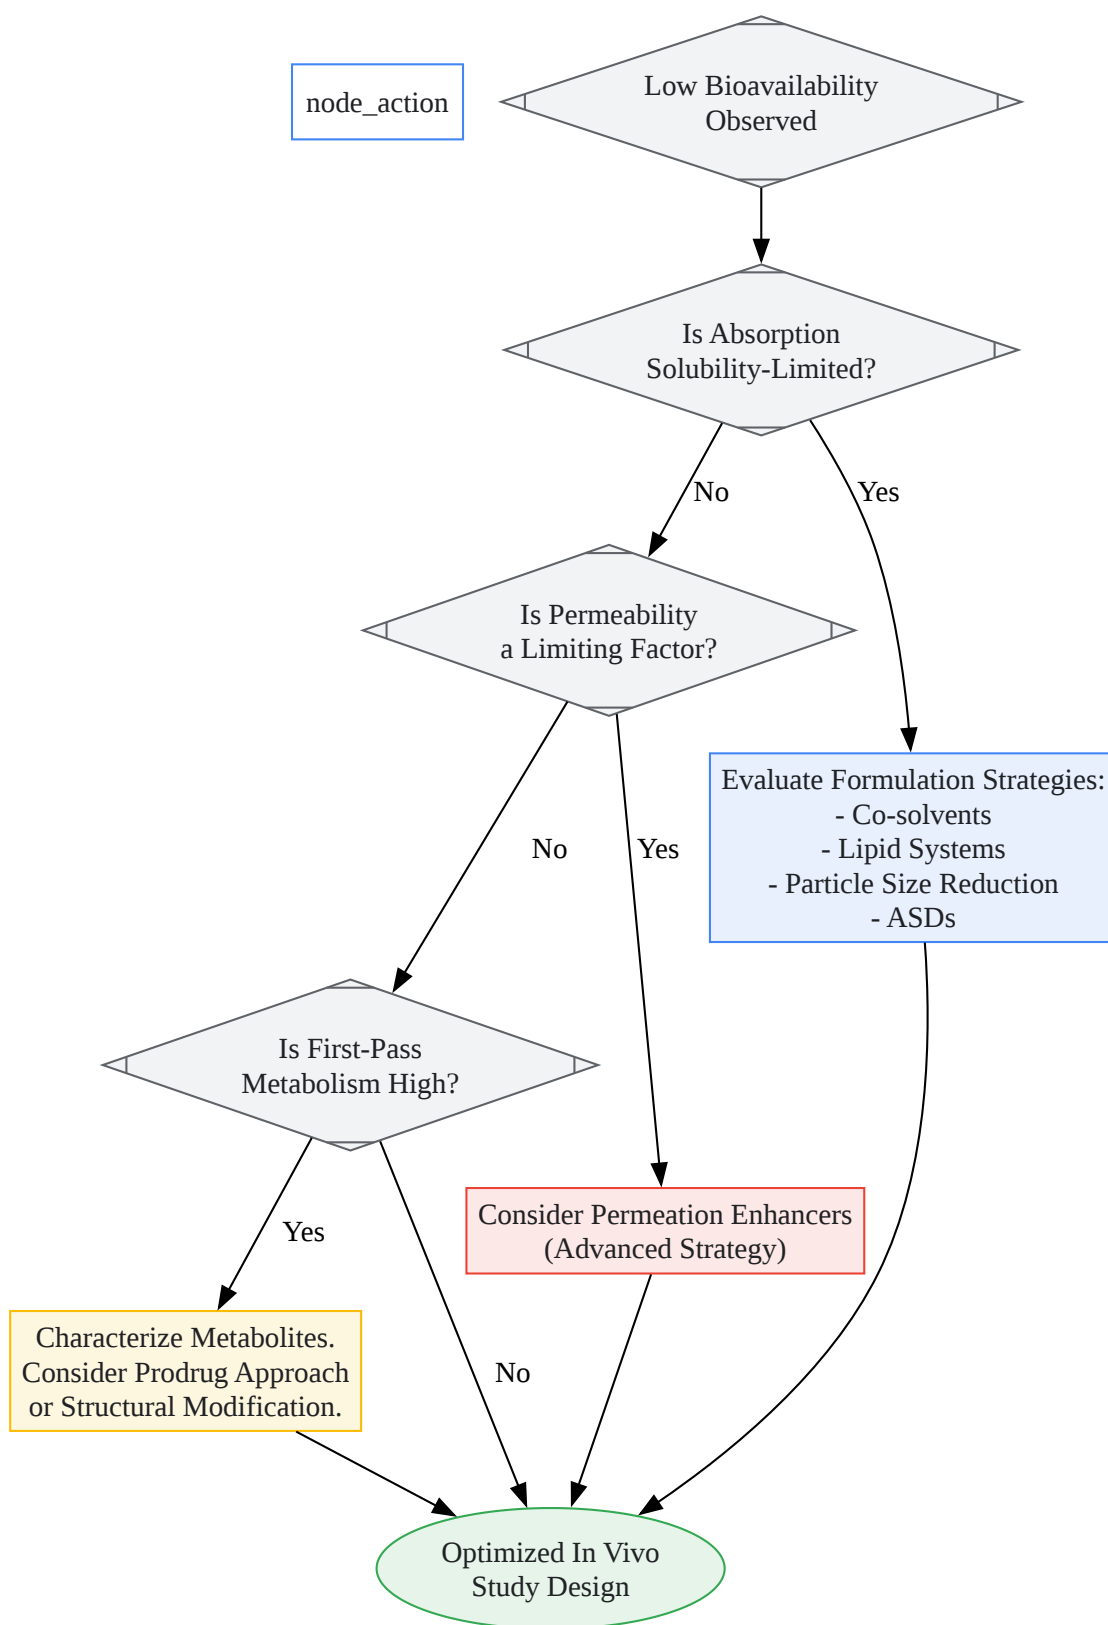 node_action
Low Bioavailability
Observed
Is Absorption
Solubility-Limited?
No
Yes
Is Permeability
a Limiting Factor?
Evaluate Formulation Strategies:
- Co-solvents
- Lipid Systems
- Particle Size Reduction
- ASDs
No
Yes
Is First-Pass
Metabolism High?
Consider Permeation Enhancers
(Advanced Strategy)
Yes
Characterize Metabolites.
Consider Prodrug Approach
or Structural Modification.
No
Optimized In Vivo
Study Design